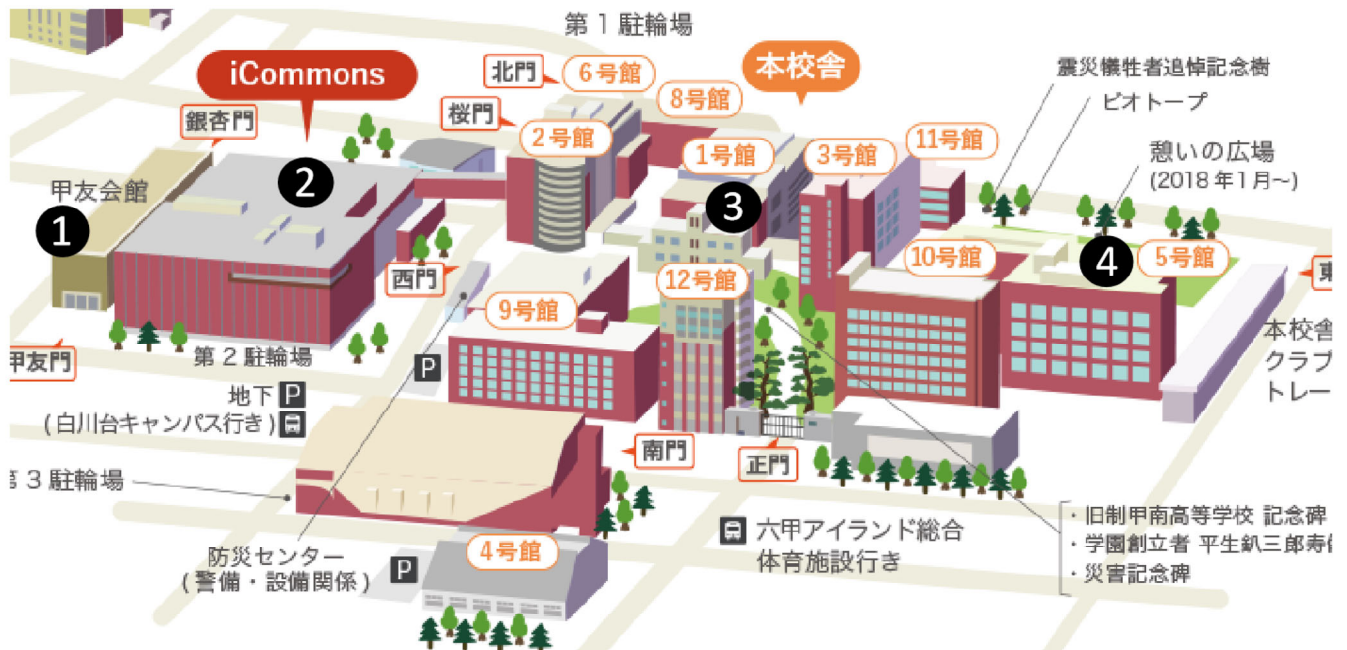 第1駐輪場
iCommons
北門
6号館
本校舎
8号館
震災犠牲者追悼記念樹
銀杏門
桜門
2号館
1号館
3号館
11号館
ビオトープ
憩いの広場
(2018年1月〜)
甲友会館
1
2
3
4
西門
12号館
10号館
5号館
東
9号館
本校舎
クラブ
トレー
甲友門
第2駐輪場
P
地下 P
(白川台キャンパス行き)
南門
正門
第3駐輪場
防災センター
(警備・設備関係)
P
4号館
六甲アイランド総合
体育施設行き
・旧制甲南高等学校 記念碑
・学園創立者 平生釟三郎寿
・災害記念碑